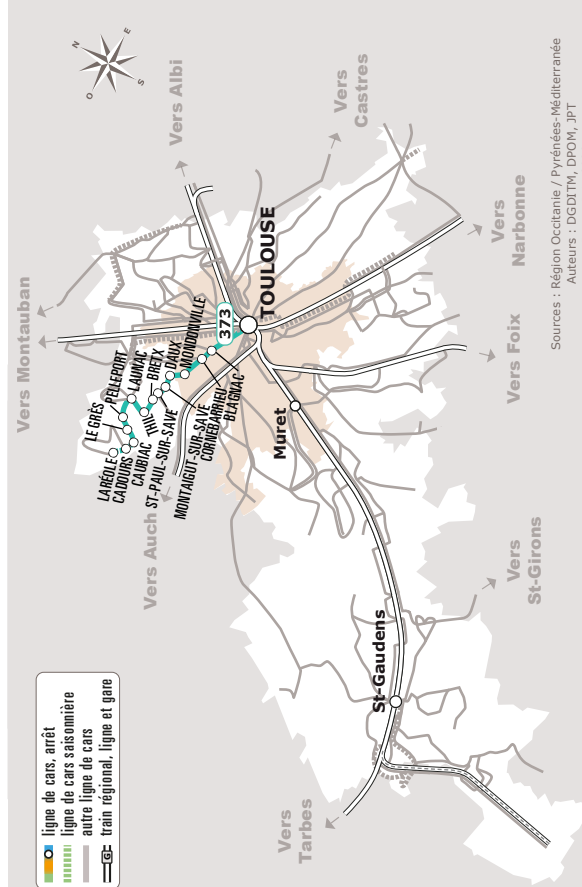 N
E
S
O
Vers Montauban
Vers Albi
Vers
Castres
LARÉOLE
LE GRÈS
CADOURS
PELLEPORT
CAUBIAC
LAUNAC
THIL
BRETX
ST-PAUL-SUR-SAVE
DAUX
MONTAIGUT-SUR-SAVE
MONDONVILLE
CORNEBARRIEU
BLAGNAC
373
TOULOUSE
Vers Auch
Muret
Vers
Narbonne
Vers Foix
Vers
St-Girons
St-Gaudens
Vers
Tarbes
ligne de cars, arrêt
ligne de cars saisonnière
autre ligne de cars
G
train régional, ligne et gare
Sources : Région Occitanie / Pyrénées-Méditerranée
Auteurs : DGDITM, DPOM, JPT